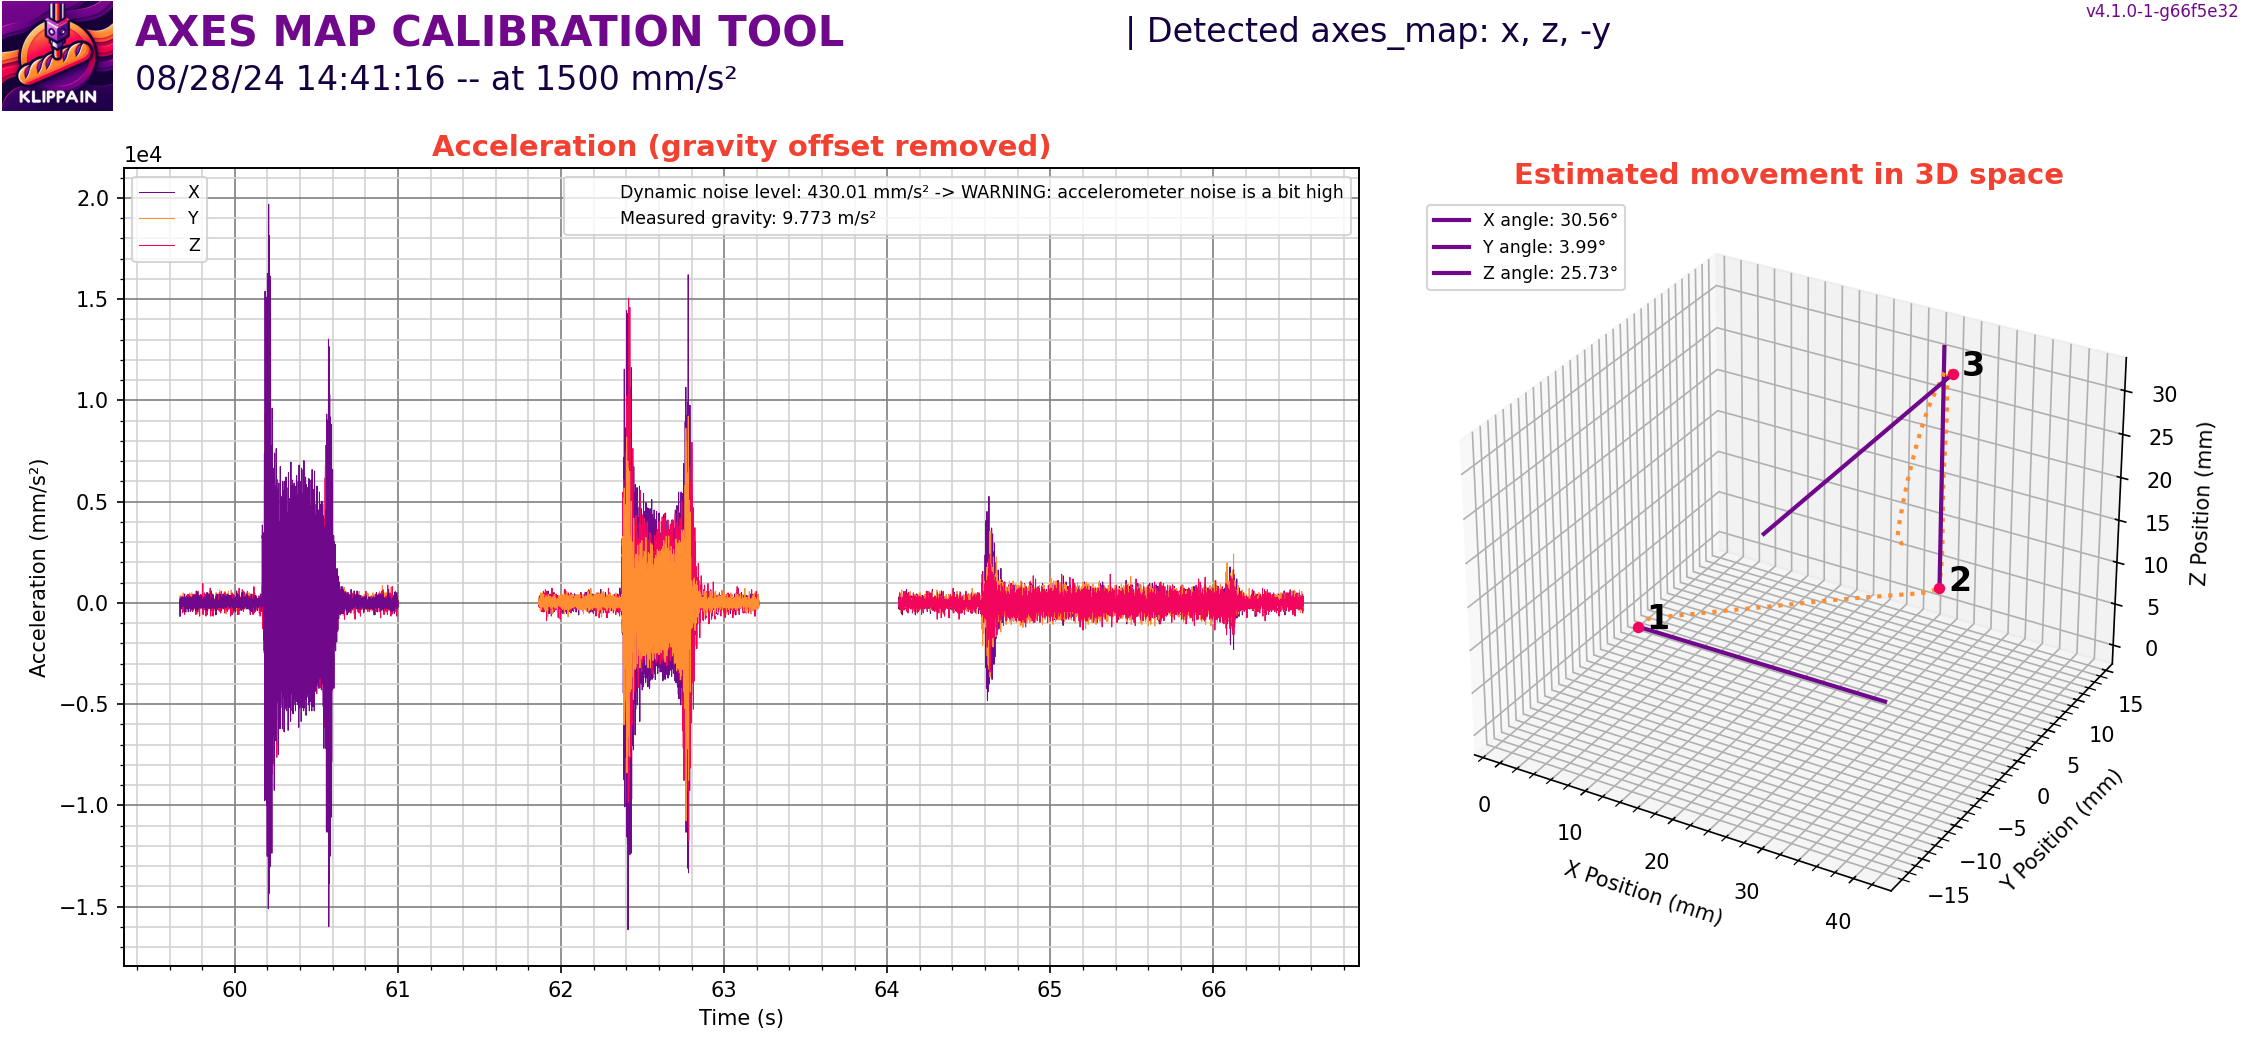 KLIPPAIN
AXES MAP CALIBRATION TOOL
08/28/24 14:41:16 -- at 1500 mm/s²
| Detected axes_map: x, z, -y
v4.1.0-1-g66f5e32
Acceleration (gravity offset removed)
1e4
X
Y
Z
Dynamic noise level: 430.01 mm/s² -> WARNING: accelerometer noise is a bit high
Measured gravity: 9.773 m/s²
2.0
1.5
1.0
0.5
0.0
−0.5
−1.0
−1.5
Acceleration (mm/s²)
60
61
62
63
64
65
66
Time (s)
Estimated movement in 3D space
X angle: 30.56°
Y angle: 3.99°
Z angle: 25.73°
1
2
3
0
10
20
30
40
X Position (mm)
−15
−10
−5
0
5
10
15
Y Position (mm)
0
5
10
15
20
25
30
Z Position (mm)